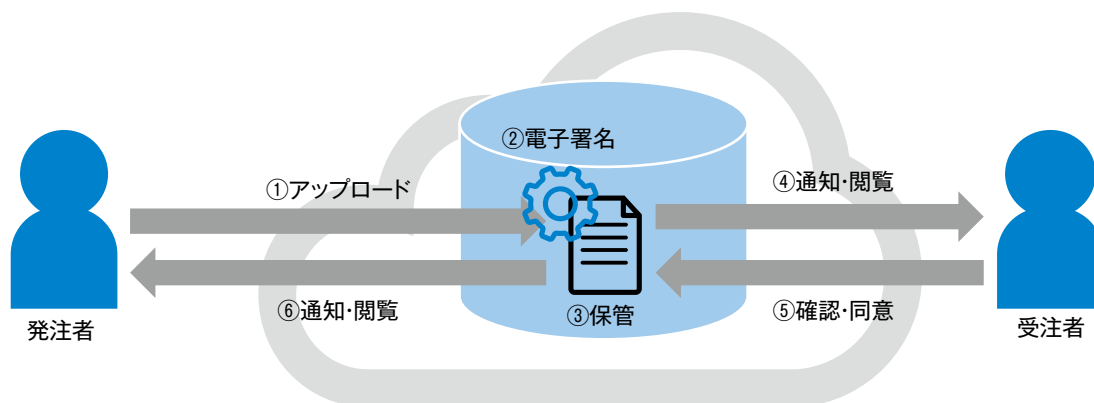 ②電子署名
①アップロード
④通知・閲覧
⑥通知・閲覧
③保管
⑤確認・同意
発注者
受注者